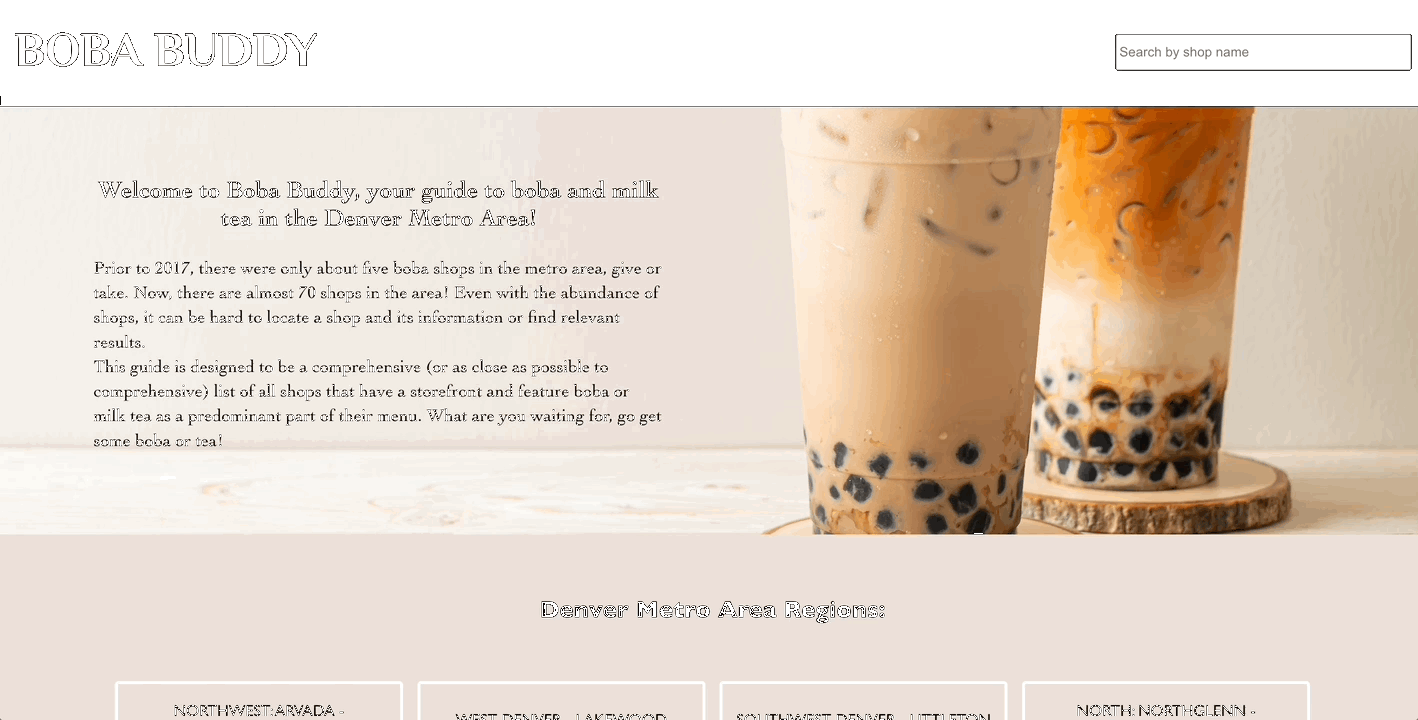 BOBA BUDDY
Search by shop name
Welcome to Boba Buddy, your guide to boba and milk
tea in the Denver Metro Area!
Prior to 2017, there were only about five boba shops in the metro area, give or
take. Now, there are almost 70 shops in the area! Even with the abundance of
shops, it can be hard to locate a shop and its information or find relevant
results.
This guide is designed to be a comprehensive (or as close as possible to
comprehensive) list of all shops that have a storefront and feature boba or
milk tea as a predominant part of their menu. What are you waiting for, go get
some boba or tea!
Denver Metro Area Regions:
NORTHWEST: ARVADA -
WEST DENVER - LAKEWOOD
SOUTHWEST DENVER - LITTLETON
NORTH: NORTHGLENN -